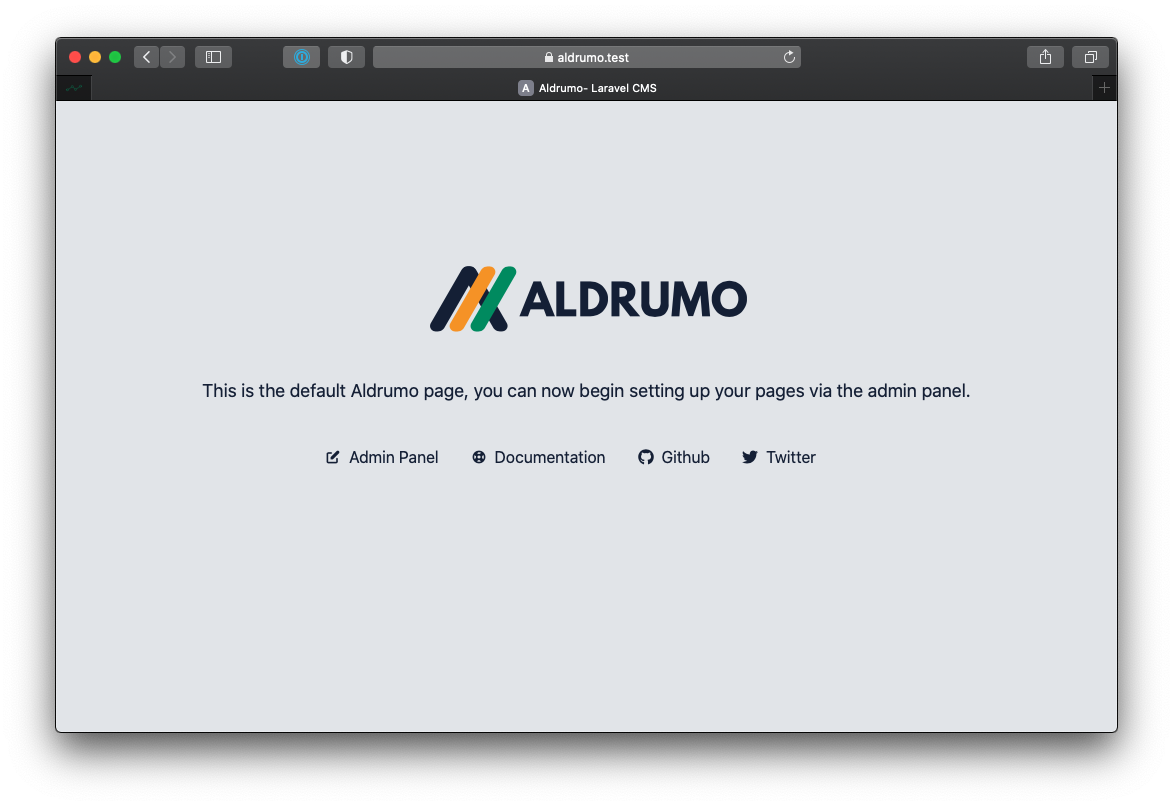 aldrumo.test
A Aldrumo- Laravel CMS
ALDRUMO
This is the default Aldrumo page, you can now begin setting up your pages via the admin panel.
Admin Panel Documentation Github Twitter